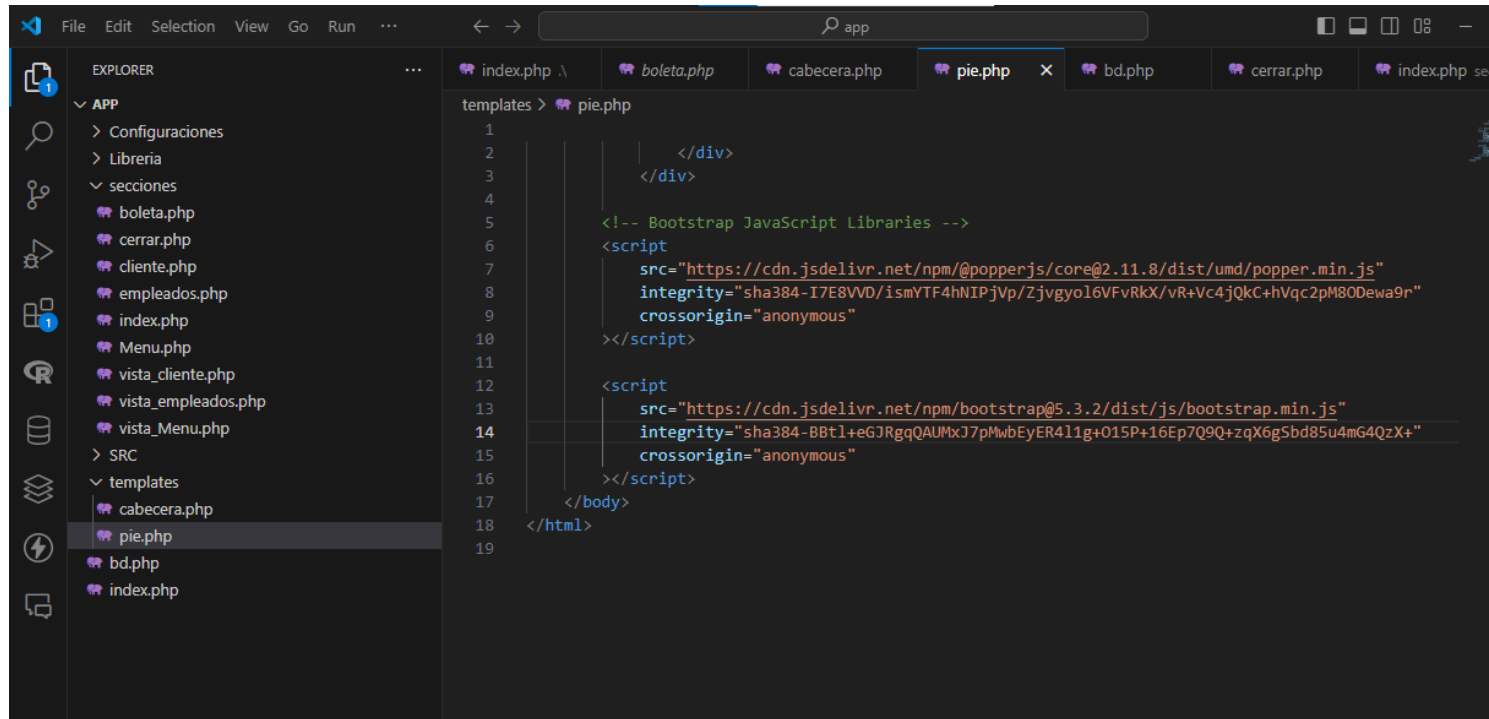 File Edit Selection View Go Run ··· ← → app
EXPLORER ···
index.php .\ boleta.php cabecera.php pie.php × bd.php cerrar.php index.php se
templates > pie.php
1
APP
Configuraciones
Libreria
secciones
boleta.php
cerrar.php
cliente.php
empleados.php
index.php
Menu.php
vista_cliente.php
vista_empleados.php
vista_Menu.php
SRC
templates
cabecera.php
pie.php
bd.php
index.php
1
1
2 </div>
3 </div>
4
5 <!-- Bootstrap JavaScript Libraries -->
6 <script
7 src="https://cdn.jsdelivr.net/npm/@popperjs/core@2.11.8/dist/umd/popper.min.js"
8 integrity="sha384-I7E8VVD/ismYTF4hNIPjVp/Zjvgyol6VFvRkX/vR+Vc4jQkC+hVqc2pM8ODewa9r"
9 crossorigin="anonymous"
10 ></script>
11
12 <script
13 src="https://cdn.jsdelivr.net/npm/bootstrap@5.3.2/dist/js/bootstrap.min.js"
14 integrity="sha384-BBtl+eGJRgqQAUMxJ7pMwbEyER4l1g+O15P+16Ep7Q9Q+zqX6gSbd85u4mG4QzX+"
15 crossorigin="anonymous"
16 ></script>
17 </body>
18 </html>
19